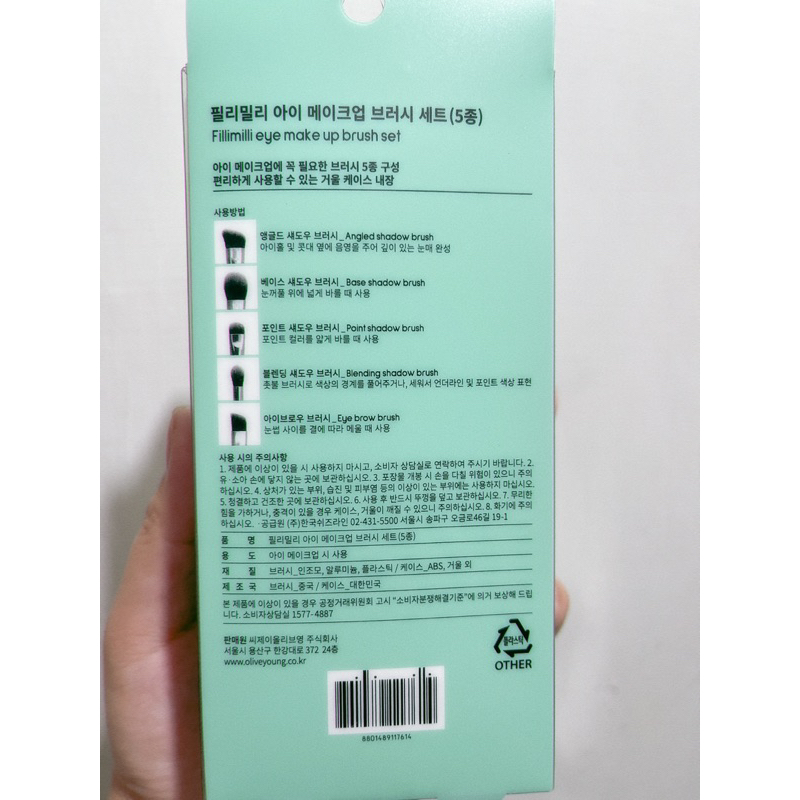 필리밀리 아이 메이크업 브러시 세트(5종)
Fillimilli eye make up brush set
아이 메이크업에 꼭 필요한 브러시 5종 구성
편리하게 사용할 수 있는 거울 케이스 내장
사용방법
앵글드 섀도우 브러시_Angled shadow brush
아이홀 및 콧대 옆에 음영을 주어 깊이 있는 눈매 완성
베이스 섀도우 브러시_Base shadow brush
눈꺼풀 위에 넓게 바를 때 사용
포인트 섀도우 브러시_Point shadow brush
포인트 컬러를 얇게 바를 때 사용
블렌딩 섀도우 브러시_Blending shadow brush
촛불 브러시로 색상의 경계를 풀어주거나, 세워서 언더라인 및 포인트 색상 표현
아이브로우 브러시_Eye brow brush
눈썹 사이를 결에 따라 메울 때 사용
사용 시의 주의사항
1. 제품에 이상이 있을 시 사용하지 마시고, 소비자 상담실로 연락하여 주시기 바랍니다. 2.
유·소아 손에 닿지 않는 곳에 보관하십시오. 3. 포장물 개봉 시 손을 다칠 위험이 있으니 주의
하십시오. 4. 상처가 있는 부위, 습진 및 피부염 등의 이상이 있는 부위에는 사용하지 마십시오.
5. 청결하고 건조한 곳에 보관하십시오. 6. 사용 후 반드시 뚜껑을 덮고 보관하십시오. 7. 무리한
힘을 가하거나, 충격이 있을 경우 케이스, 거울이 깨질 수 있으니 주의하십시오. 8. 화기에 주의
하십시오. ·공급원 (주)한국쉬즈라인 02-431-5500 서울시 송파구 오금로46길 19-1
품 명 필리밀리 아이 메이크업 브러시 세트(5종)
용 도 아이 메이크업 시 사용
재 질 브러시_인조모, 알루미늄, 플라스틱 / 케이스_ABS, 거울 외
제 조 국 브러시_중국 / 케이스_대한민국
본 제품에 이상이 있을 경우 공정거래위원회 고시 "소비자분쟁해결기준"에 의거 보상해 드립
니다. 소비자상담실 1577-4887
판매원 씨제이올리브영 주식회사
서울시 용산구 한강대로 372 24층
www.oliveyoung.co.kr
플라스틱
OTHER
8801489117614